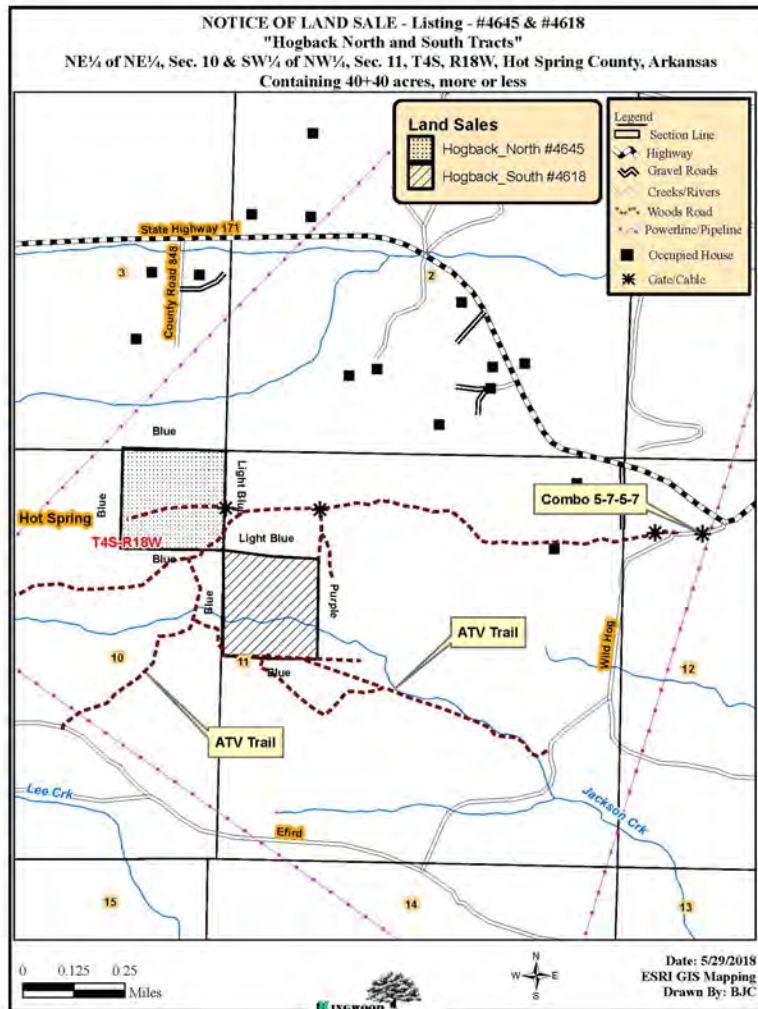 NOTICE OF LAND SALE - Listing - #4645 & #4618
"Hogback North and South Tracts"
NE¼ of NE¼, Sec. 10 & SW¼ of NW¼, Sec. 11, T4S, R18W, Hot Spring County, Arkansas
Containing 40+40 acres, more or less
Land Sales
Hogback_North #4645
Hogback_South #4618
Legend
Section Line
Highway
Gravel Roads
Creeks/Rivers
Woods Road
Powerline/Pipeline
Occupied House
Gate/Cable
State Highway 171
County Road 848
3
2
Blue
Blue
Light Blue
Combo 5-7-5-7
Hot Spring
T4S-R18W
Light Blue
Blue
Blue
Purple
ATV Trail
Wild Hog
10
11
Blue
12
ATV Trail
Lee Crk
Efird
Jackson Crk
15
14
13
0 0.125 0.25
Miles
N
W E
S
Date: 5/29/2018
ESRI GIS Mapping
Drawn By: BJC